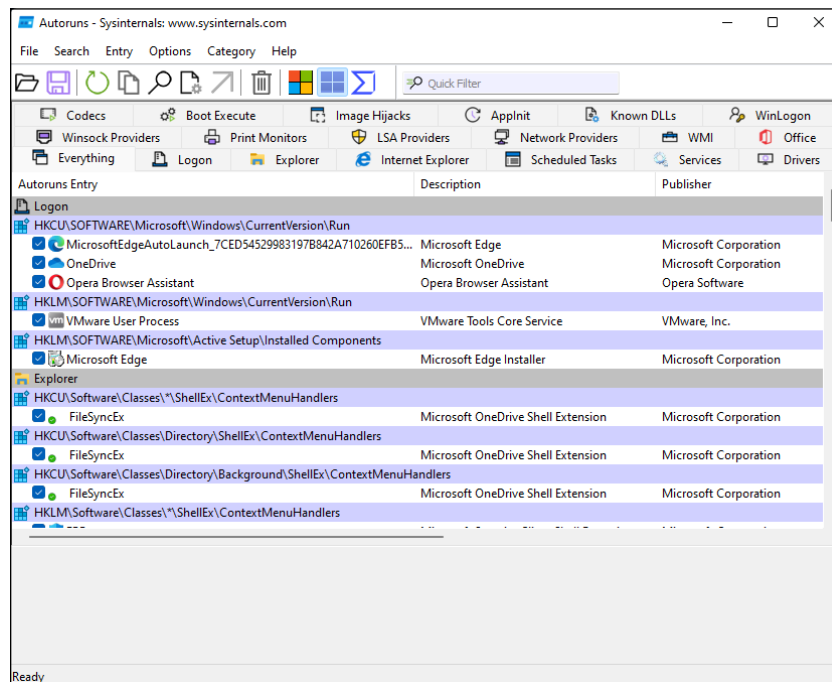 Autoruns - Sysinternals: www.sysinternals.com
File Search Entry Options Category Help
Quick Filter
Codecs Boot Execute Image Hijacks AppInit Known DLLs WinLogon
Winsock Providers Print Monitors LSA Providers Network Providers WMI Office
Everything Logon Explorer Internet Explorer Scheduled Tasks Services Drivers
Autoruns Entry Description Publisher
Logon
HKCU\SOFTWARE\Microsoft\Windows\CurrentVersion\Run
MicrosoftEdgeAutoLaunch_7CED54529983197B842A710260EFB5... Microsoft Edge Microsoft Corporation
OneDrive Microsoft OneDrive Microsoft Corporation
Opera Browser Assistant Opera Browser Assistant Opera Software
HKLM\SOFTWARE\Microsoft\Windows\CurrentVersion\Run
vm VMware User Process VMware Tools Core Service VMware, Inc.
HKLM\SOFTWARE\Microsoft\Active Setup\Installed Components
Microsoft Edge Microsoft Edge Installer Microsoft Corporation
Explorer
HKCU\Software\Classes\*\ShellEx\ContextMenuHandlers
FileSyncEx Microsoft OneDrive Shell Extension Microsoft Corporation
HKCU\Software\Classes\Directory\ShellEx\ContextMenuHandlers
FileSyncEx Microsoft OneDrive Shell Extension Microsoft Corporation
HKCU\Software\Classes\Directory\Background\ShellEx\ContextMenuHandlers
FileSyncEx Microsoft OneDrive Shell Extension Microsoft Corporation
HKLM\Software\Classes\*\ShellEx\ContextMenuHandlers
Ready